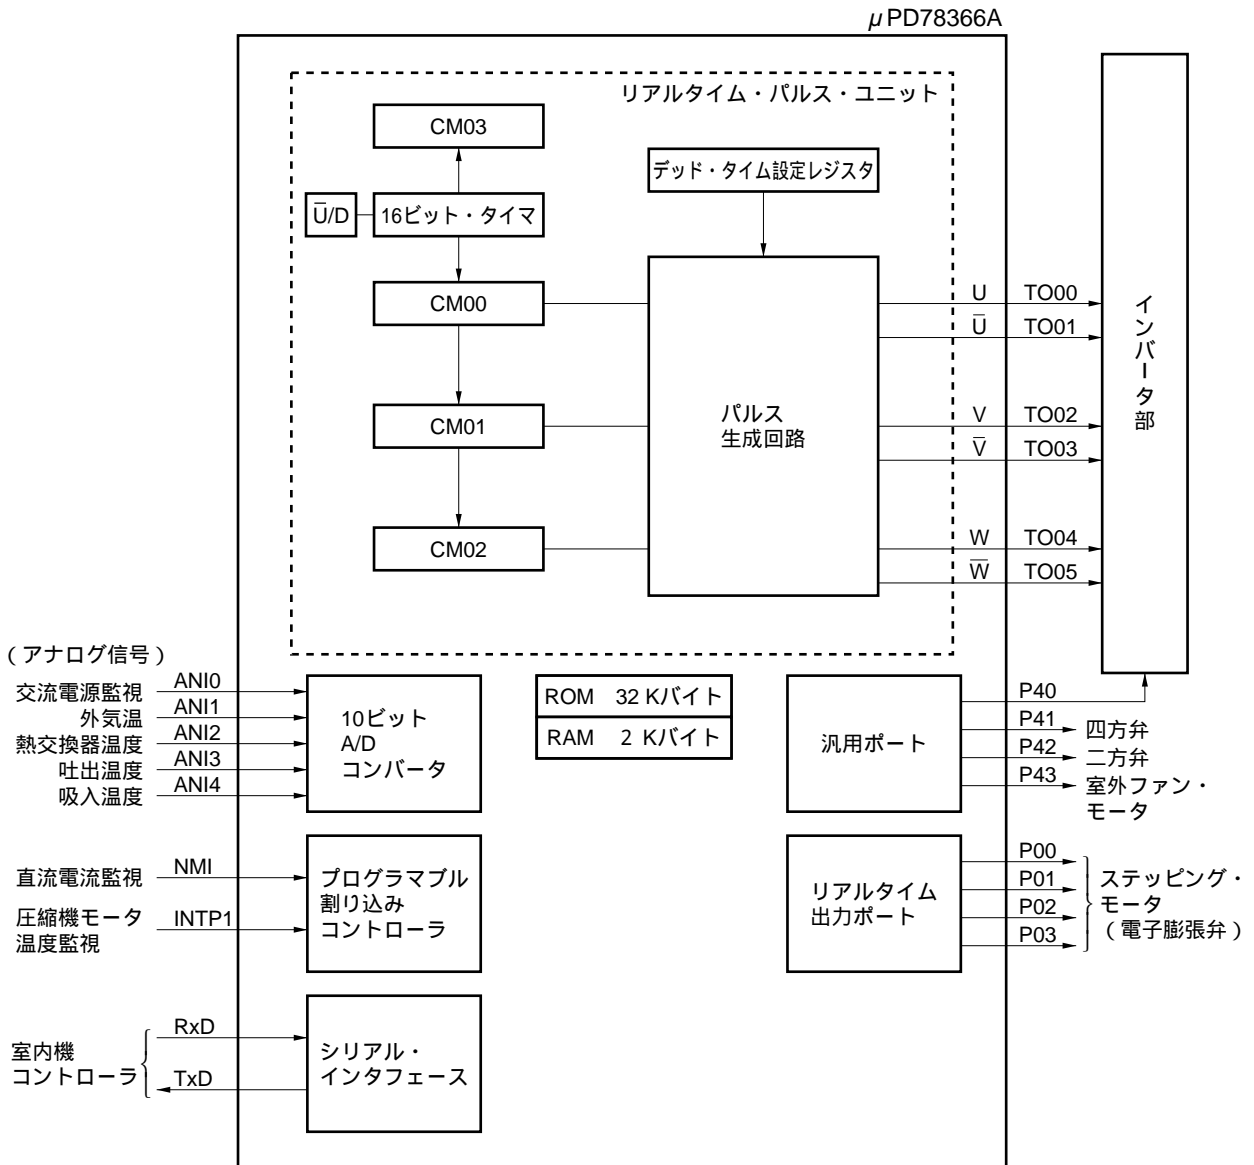 μPD78366A
リアルタイム・パルス・ユニット
CM03
デッド・タイム設定レジスタ
U̅/D
16ビット・タイマ
CM00
CM01
CM02
パルス
生成回路
U TO00
U̅ TO01
V TO02
V̅ TO03
W TO04
W̅ TO05
インバータ部
(アナログ信号)
交流電源監視 ANI0
外気温 ANI1
熱交換器温度 ANI2
吐出温度 ANI3
吸入温度 ANI4
10ビット
A/D
コンバータ
ROM 32 Kバイト
RAM 2 Kバイト
汎用ポート
P40
P41 四方弁
P42 二方弁
P43 室外ファン・
モータ
直流電流監視 NMI
圧縮機モータ
温度監視
INTP1
プログラマブル
割り込み
コントローラ
リアルタイム
出力ポート
P00
P01
P02
P03
ステッピング・
モータ
(電子膨張弁)
室内機
コントローラ
RxD
TxD
シリアル・
インタフェース